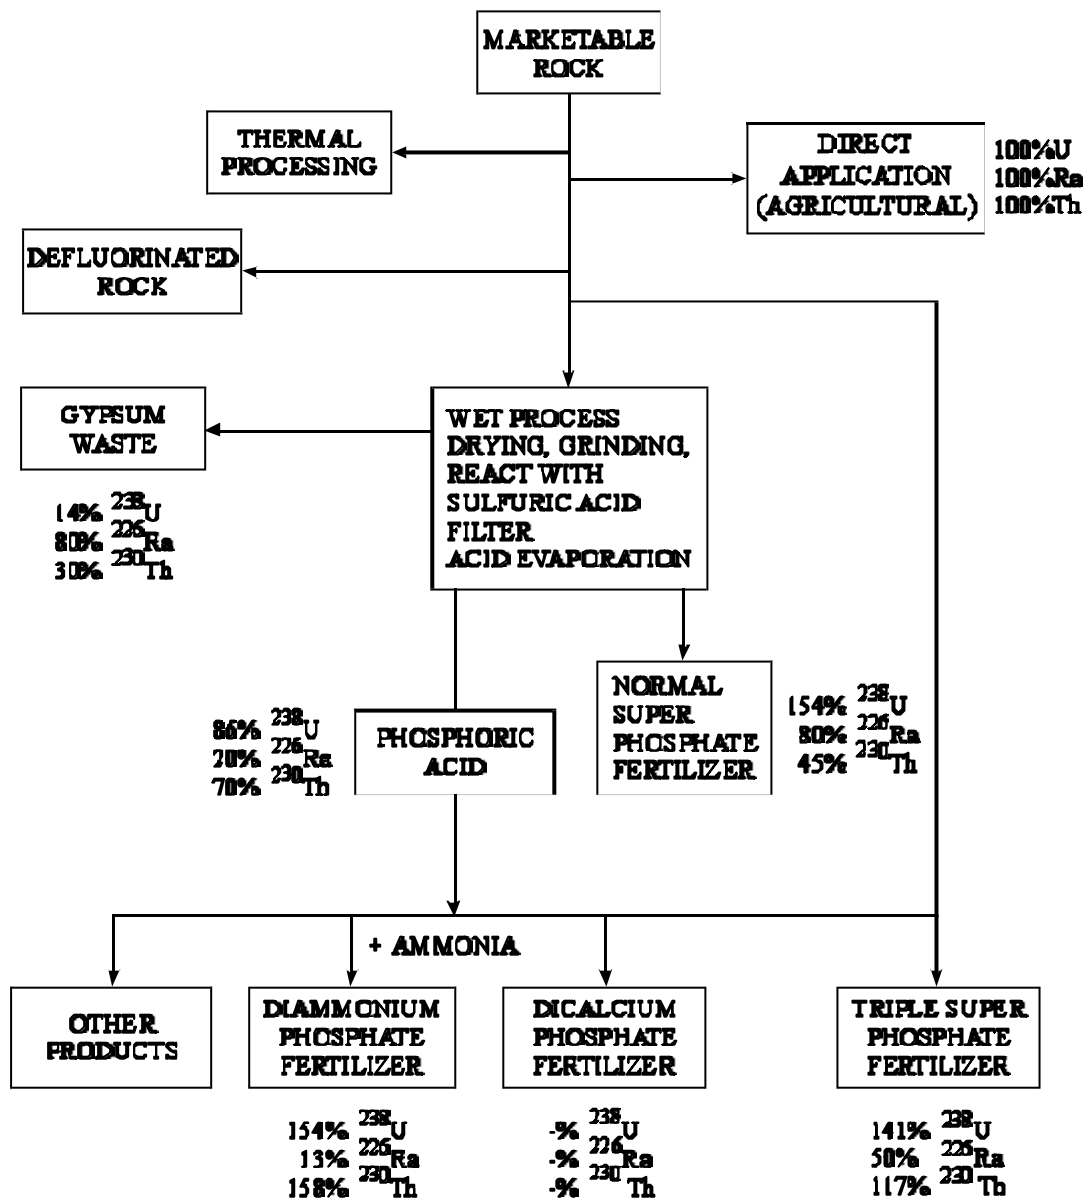 MARKETABLE
ROCK
THERMAL
PROCESSING
DIRECT
APPLICATION
(AGRICULTURAL)
100%U
100%Ra
100%Th
DEFLUORINATED
ROCK
GYPSUM
WASTE
14% 238U
80% 226Ra
30% 230Th
WET PROCESS
DRYING, GRINDING,
REACT WITH
SULFURIC ACID
FILTER
ACID EVAPORATION
NORMAL
SUPER
PHOSPHATE
FERTILIZER
154% 238U
80% 226Ra
45% 230Th
86% 238U
20% 226Ra
70% 230Th
PHOSPHORIC
ACID
+ AMMONIA
OTHER
PRODUCTS
DIAMMONIUM
PHOSPHATE
FERTILIZER
154% 238U
13% 226Ra
158% 230Th
DICALCIUM
PHOSPHATE
FERTILIZER
-% 238U
-% 226Ra
-% 230Th
TRIPLE SUPER
PHOSPHATE
FERTILIZER
141% 238U
50% 226Ra
117% 230Th